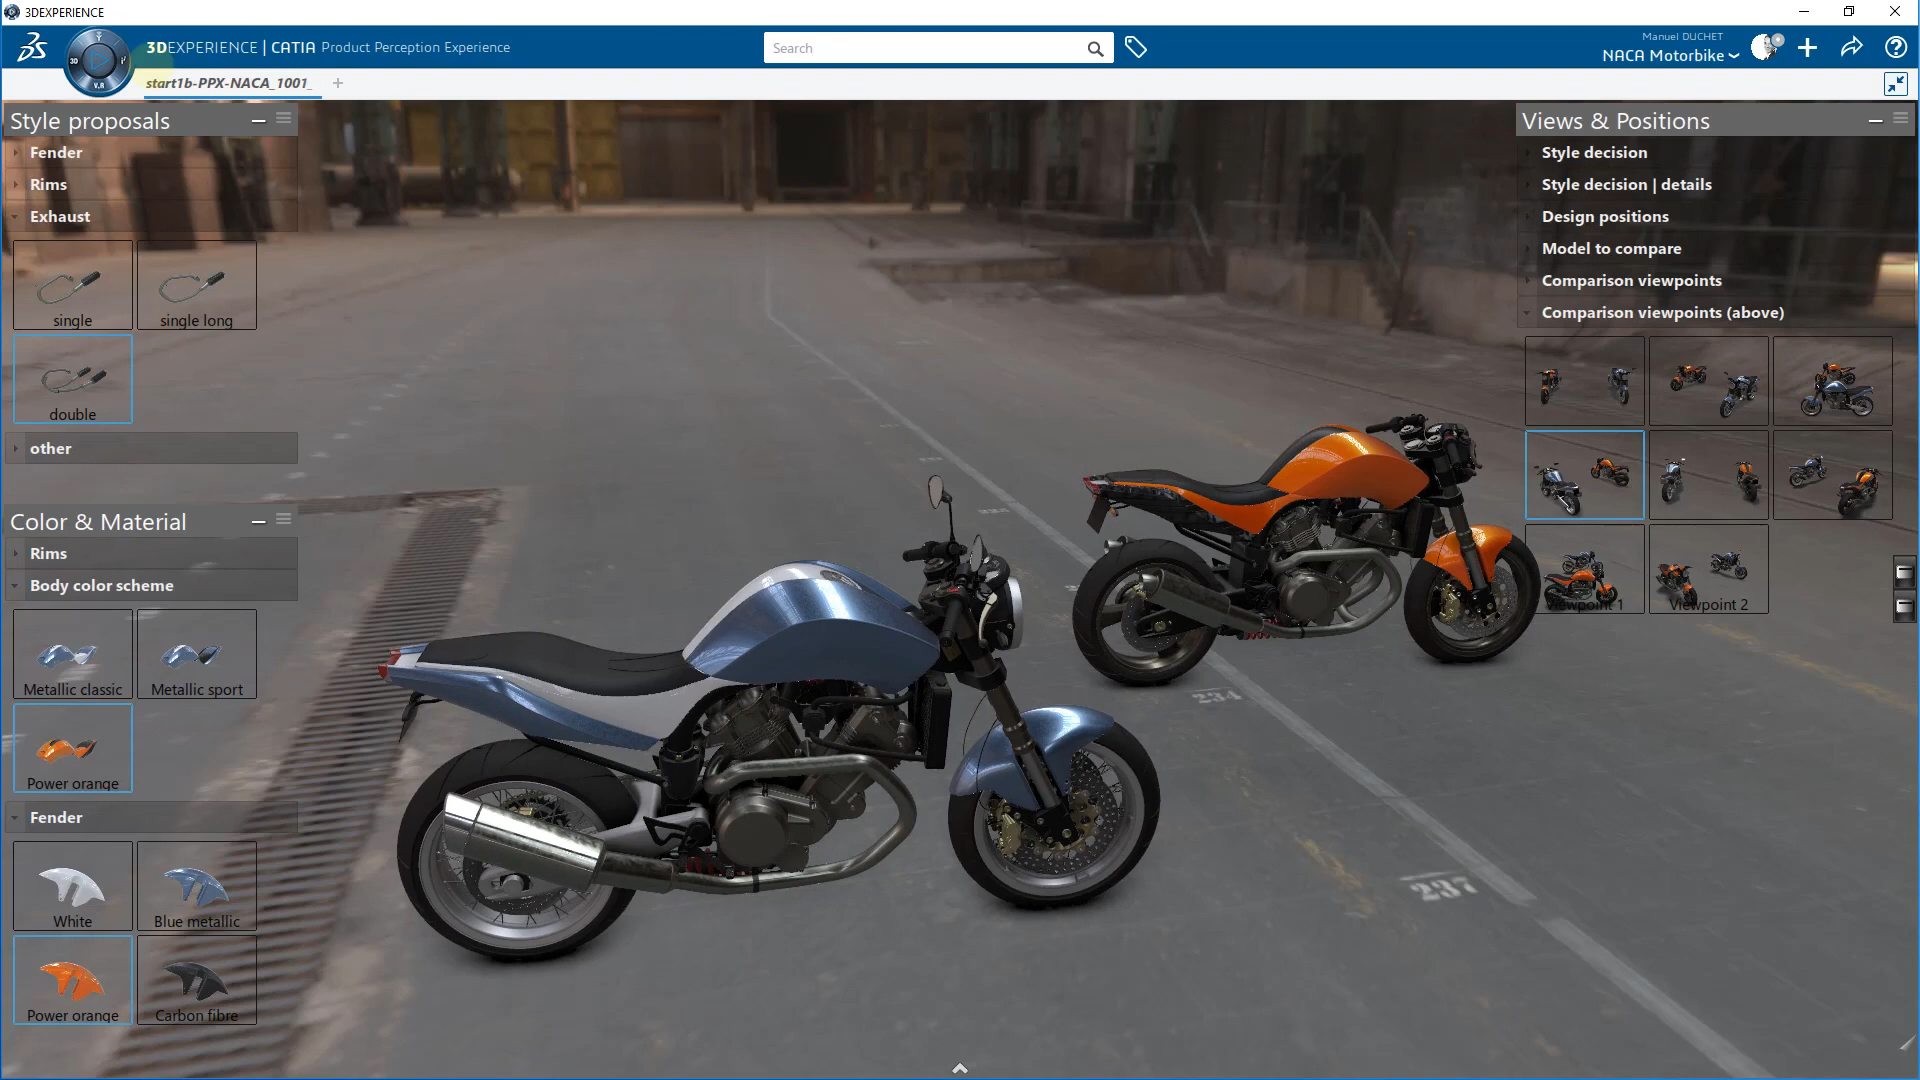 3DEXPERIENCE
3DEXPERIENCE | CATIA Product Perception Experience
Search
Manuel DUCHET
NACA Motorbike
3D
V.R
start1b-PPX-NACA_1001_
Style proposals
Fender
Rims
Exhaust
single
single long
double
other
Color & Material
Rims
Body color scheme
Metallic classic
Metallic sport
Power orange
Fender
White
Blue metallic
Power orange
Carbon fibre
Views & Positions
Style decision
Style decision | details
Design positions
Model to compare
Comparison viewpoints
Comparison viewpoints (above)
Viewpoint 1
Viewpoint 2
234
237